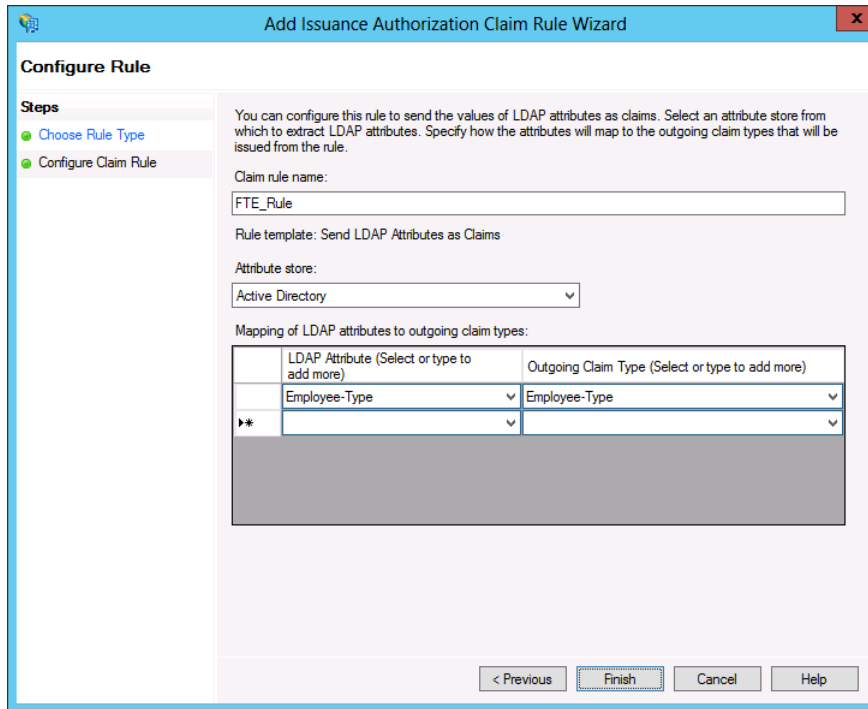 Add Issuance Authorization Claim Rule Wizard
x
Configure Rule
Steps
Choose Rule Type
Configure Claim Rule
You can configure this rule to send the values of LDAP attributes as claims. Select an attribute store from
which to extract LDAP attributes. Specify how the attributes will map to the outgoing claim types that will be
issued from the rule.
Claim rule name:
FTE_Rule
Rule template: Send LDAP Attributes as Claims
Attribute store:
Active Directory
Mapping of LDAP attributes to outgoing claim types:
LDAP Attribute (Select or type to
add more)
Outgoing Claim Type (Select or type to add more)
Employee-Type
Employee-Type
< Previous
Finish
Cancel
Help